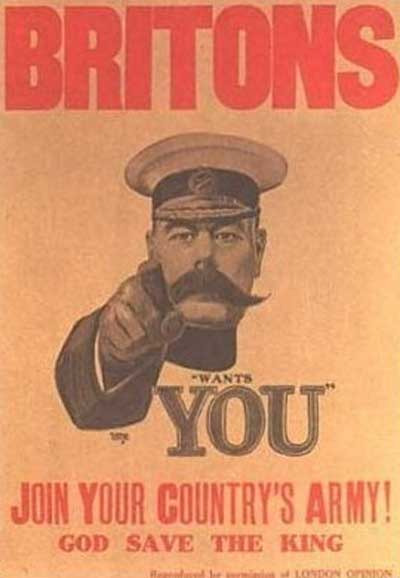 BRITONS
"WANTS
YOU"
JOIN YOUR COUNTRY'S ARMY!
GOD SAVE THE KING
Reproduced by permission of LONDON OPINION